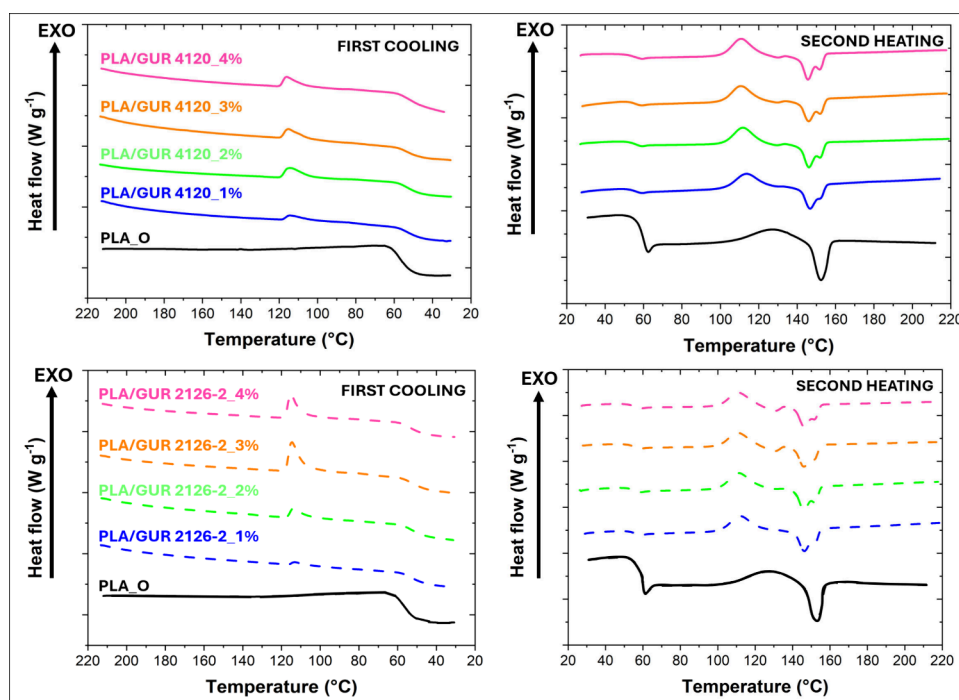 EXO
FIRST COOLING
PLA/GUR 4120_4%
PLA/GUR 4120_3%
PLA/GUR 4120_2%
PLA/GUR 4120_1%
PLA_O
Heat flow (W g⁻¹)
220 200 180 160 140 120 100 80 60 40 20
Temperature (°C)
EXO
SECOND HEATING
Heat flow (W g⁻¹)
20 40 60 80 100 120 140 160 180 200 220
Temperature (°C)
EXO
FIRST COOLING
PLA/GUR 2126-2_4%
PLA/GUR 2126-2_3%
PLA/GUR 2126-2_2%
PLA/GUR 2126-2_1%
PLA_O
Heat flow (W g⁻¹)
220 200 180 160 140 120 100 80 60 40 20
Temperature (°C)
EXO
SECOND HEATING
Heat flow (W g⁻¹)
20 40 60 80 100 120 140 160 180 200 220
Temperature (°C)